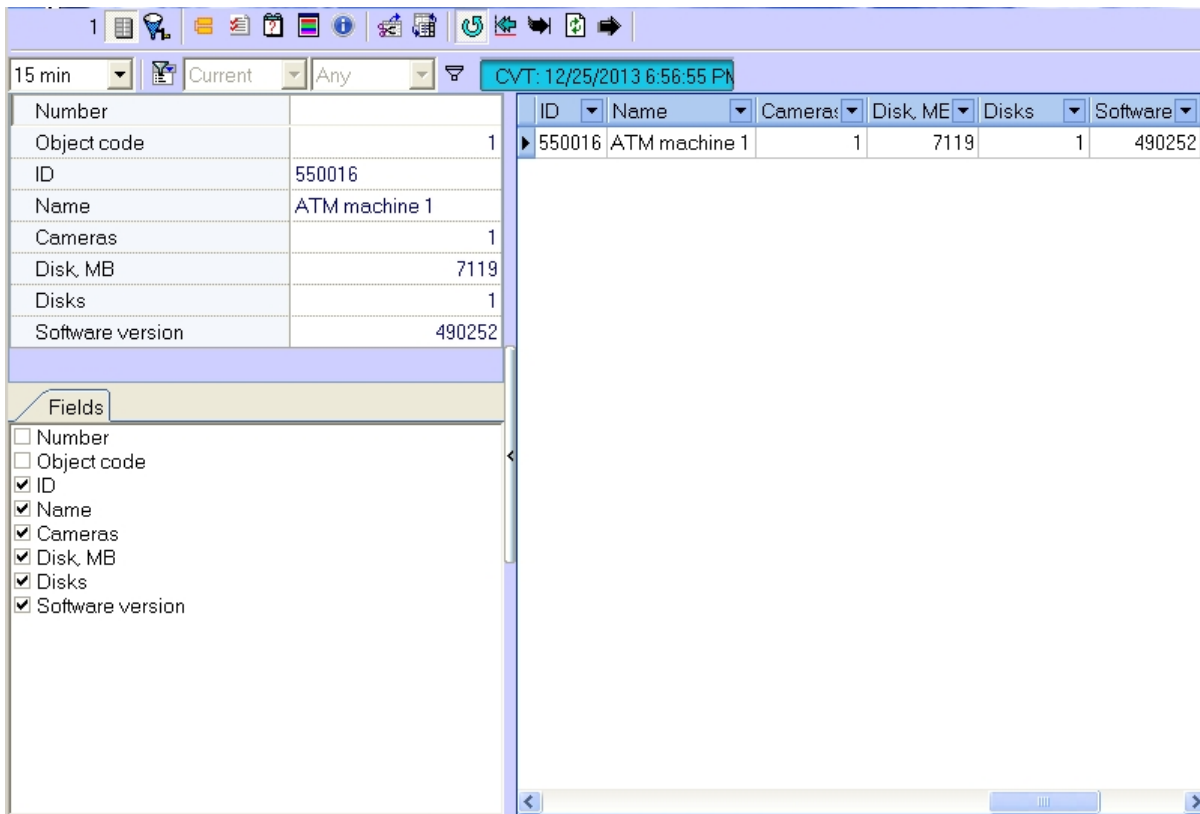 1
15 min Current Any CVT: 12/25/2013 6:56:55 PM
Number
Object code 1
ID 550016
Name ATM machine 1
Cameras 1
Disk, MB 7119
Disks 1
Software version 490252
Fields
Number
Object code
ID
Name
Cameras
Disk, MB
Disks
Software version
ID Name Cameras Disk, MB Disks Software
550016 ATM machine 1 1 7119 1 490252